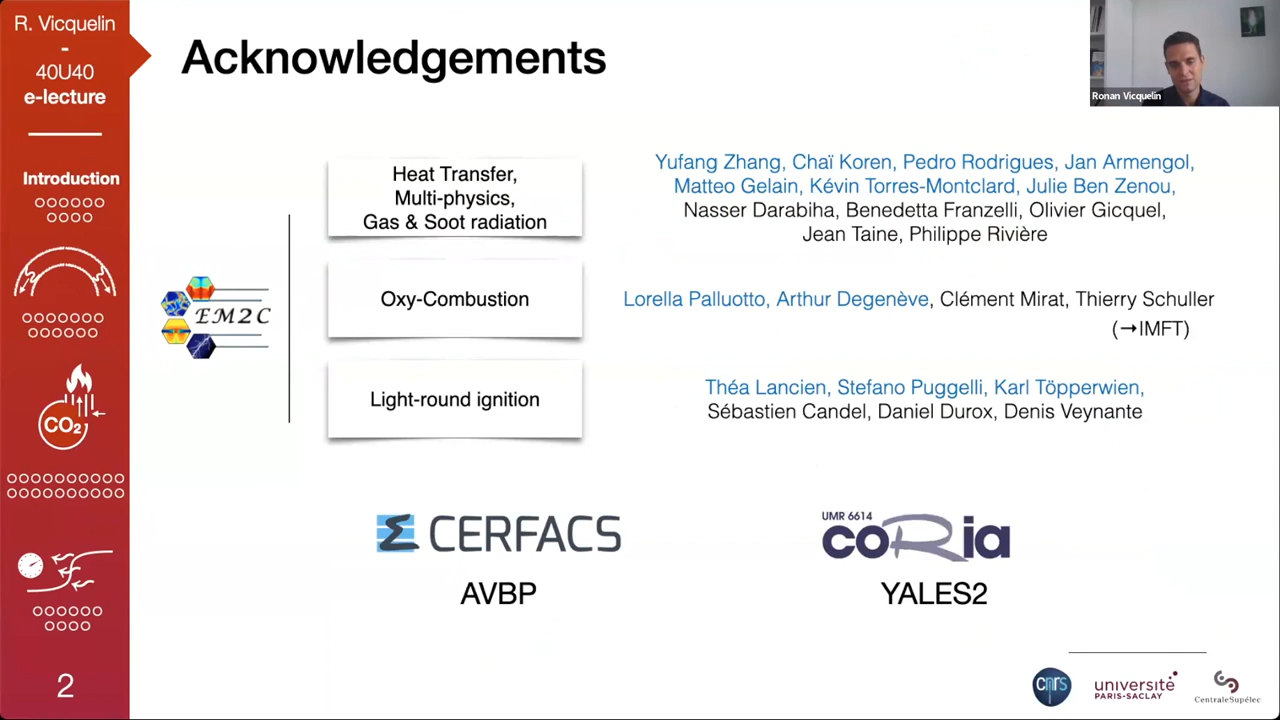 R. Vicquelin
-
40U40
e-lecture
Introduction
CO2
2
Acknowledgements
Ronan Vicquelin
EM2C
Heat Transfer,
Multi-physics,
Gas & Soot radiation
Yufang Zhang, Chaï Koren, Pedro Rodrigues, Jan Armengol,
Matteo Gelain, Kévin Torres-Montclard, Julie Ben Zenou,
Nasser Darabiha, Benedetta Franzelli, Olivier Gicquel,
Jean Taine, Philippe Rivière
Oxy-Combustion
Lorella Palluotto, Arthur Degenève, Clément Mirat, Thierry Schuller
(→IMFT)
Light-round ignition
Théa Lancien, Stefano Puggelli, Karl Töpperwien,
Sébastien Candel, Daniel Durox, Denis Veynante
CERFACS
AVBP
UMR 6614
coRia
YALES2
cnrs
université
PARIS-SACLAY
CentraleSupélec